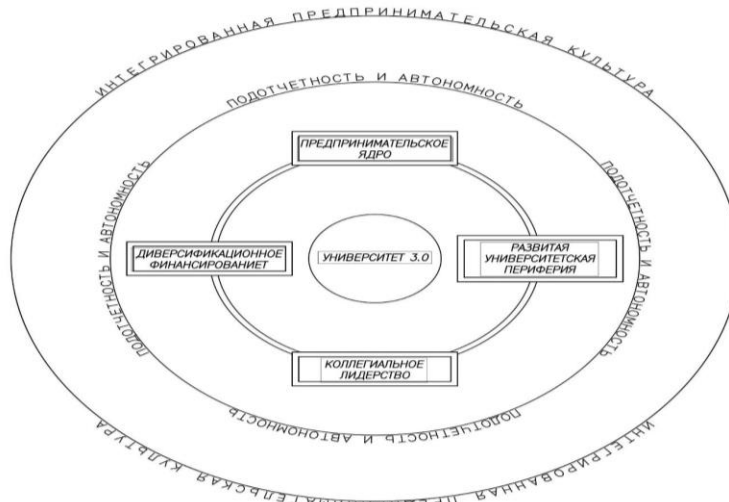 ИНТЕГРИРОВАННАЯ ПРЕДПРИНИМАТЕЛЬСКАЯ КУЛЬТУРА
ПОДОТЧЕТНОСТЬ И АВТОНОМНОСТЬ
ПРЕДПРИНИМАТЕЛЬСКОЕ
ЯДРО
ПОДОТЧЕТНОСТЬ И АВТОНОМНОСТЬ
ПОДОТЧЕТНОСТЬ И АВТОНОМНОСТЬ
ДИВЕРСИФИКАЦИОННОЕ
ФИНАНСИРОВАНИЕТ
УНИВЕРСИТЕТ 3.0
РАЗВИТАЯ
УНИВЕРСИТЕТСКАЯ
ПЕРИФЕРИЯ
КОЛЛЕГИАЛЬНОЕ
ЛИДЕРСТВО
ПОДОТЧЕТНОСТЬ И АВТОНОМНОСТЬ
ИНТЕГРИРОВАННАЯ ПРЕДПРИНИМАТЕЛЬСКАЯ КУЛЬТУРА